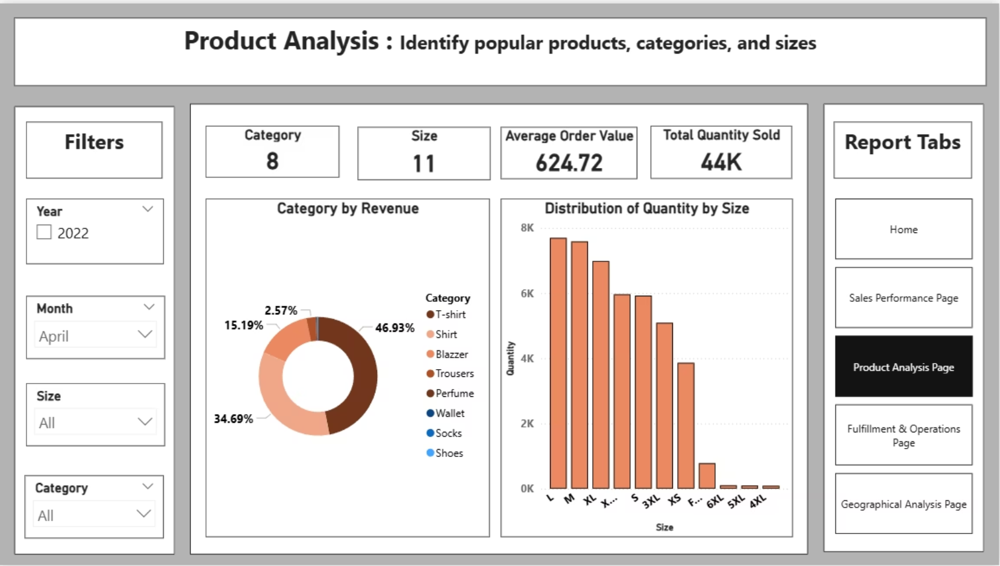 Product Analysis : Identify popular products, categories, and sizes
Filters
Year
2022
Month
April
Size
All
Category
All
Category
8
Size
11
Average Order Value
624.72
Total Quantity Sold
44K
Category by Revenue
2.57%
15.19%
46.93%
34.69%
Category
T-shirt
Shirt
Blazzer
Trousers
Perfume
Wallet
Socks
Shoes
Distribution of Quantity by Size
8K
6K
4K
2K
0K
Quantity
L M XL X... S 3XL XS F... 6XL 5XL 4XL
Size
Report Tabs
Home
Sales Performance Page
Product Analysis Page
Fulfillment & Operations
Page
Geographical Analysis Page